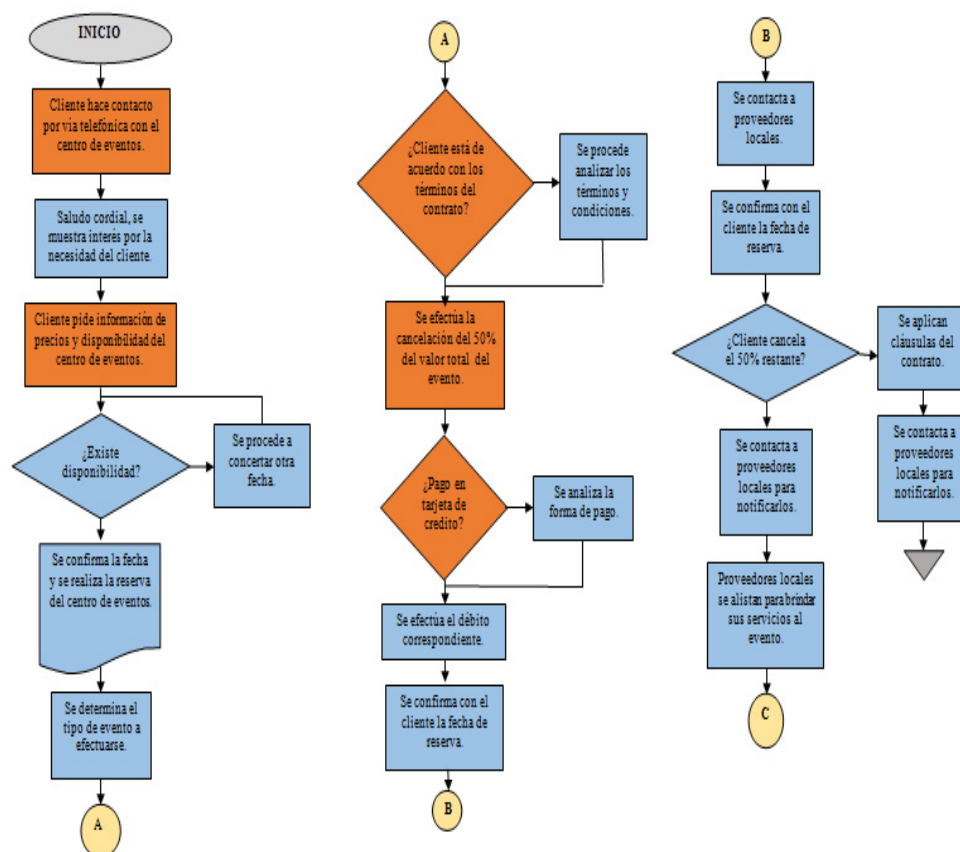 INICIO
Cliente hace contacto
por vía telefónica con el
centro de eventos.
Saludo cordial, se
muestra interés por la
necesidad del cliente.
Cliente pide información de
precios y disponibilidad del
centro de eventos.
¿Existe
disponibilidad?
Se procede a
concertar otra
fecha.
Se confirma la fecha
y se realiza la reserva
del centro de eventos.
Se determina el
tipo de evento a
efectuarse.
A
A
¿Cliente está de
acuerdo con los
términos del
contrato?
Se procede
analizar los
términos y
condiciones.
Se efectúa la
cancelación del 50%
del valor total del
evento.
¿Pago en
tarjeta de
credito?
Se analiza la
forma de pago.
Se efectúa el débito
correspondiente.
Se confirma con el
cliente la fecha de
reserva.
B
B
Se contacta a
proveedores
locales.
Se confirma con el
cliente la fecha de
reserva.
¿Cliente cancela
el 50% restante?
Se aplican
cláusulas del
contrato.
Se contacta a
proveedores
locales para
notificarlos.
Se contacta a
proveedores
locales para
notificarlos.
Proveedores locales
se alistan para brindar
sus servicios al
evento.
C